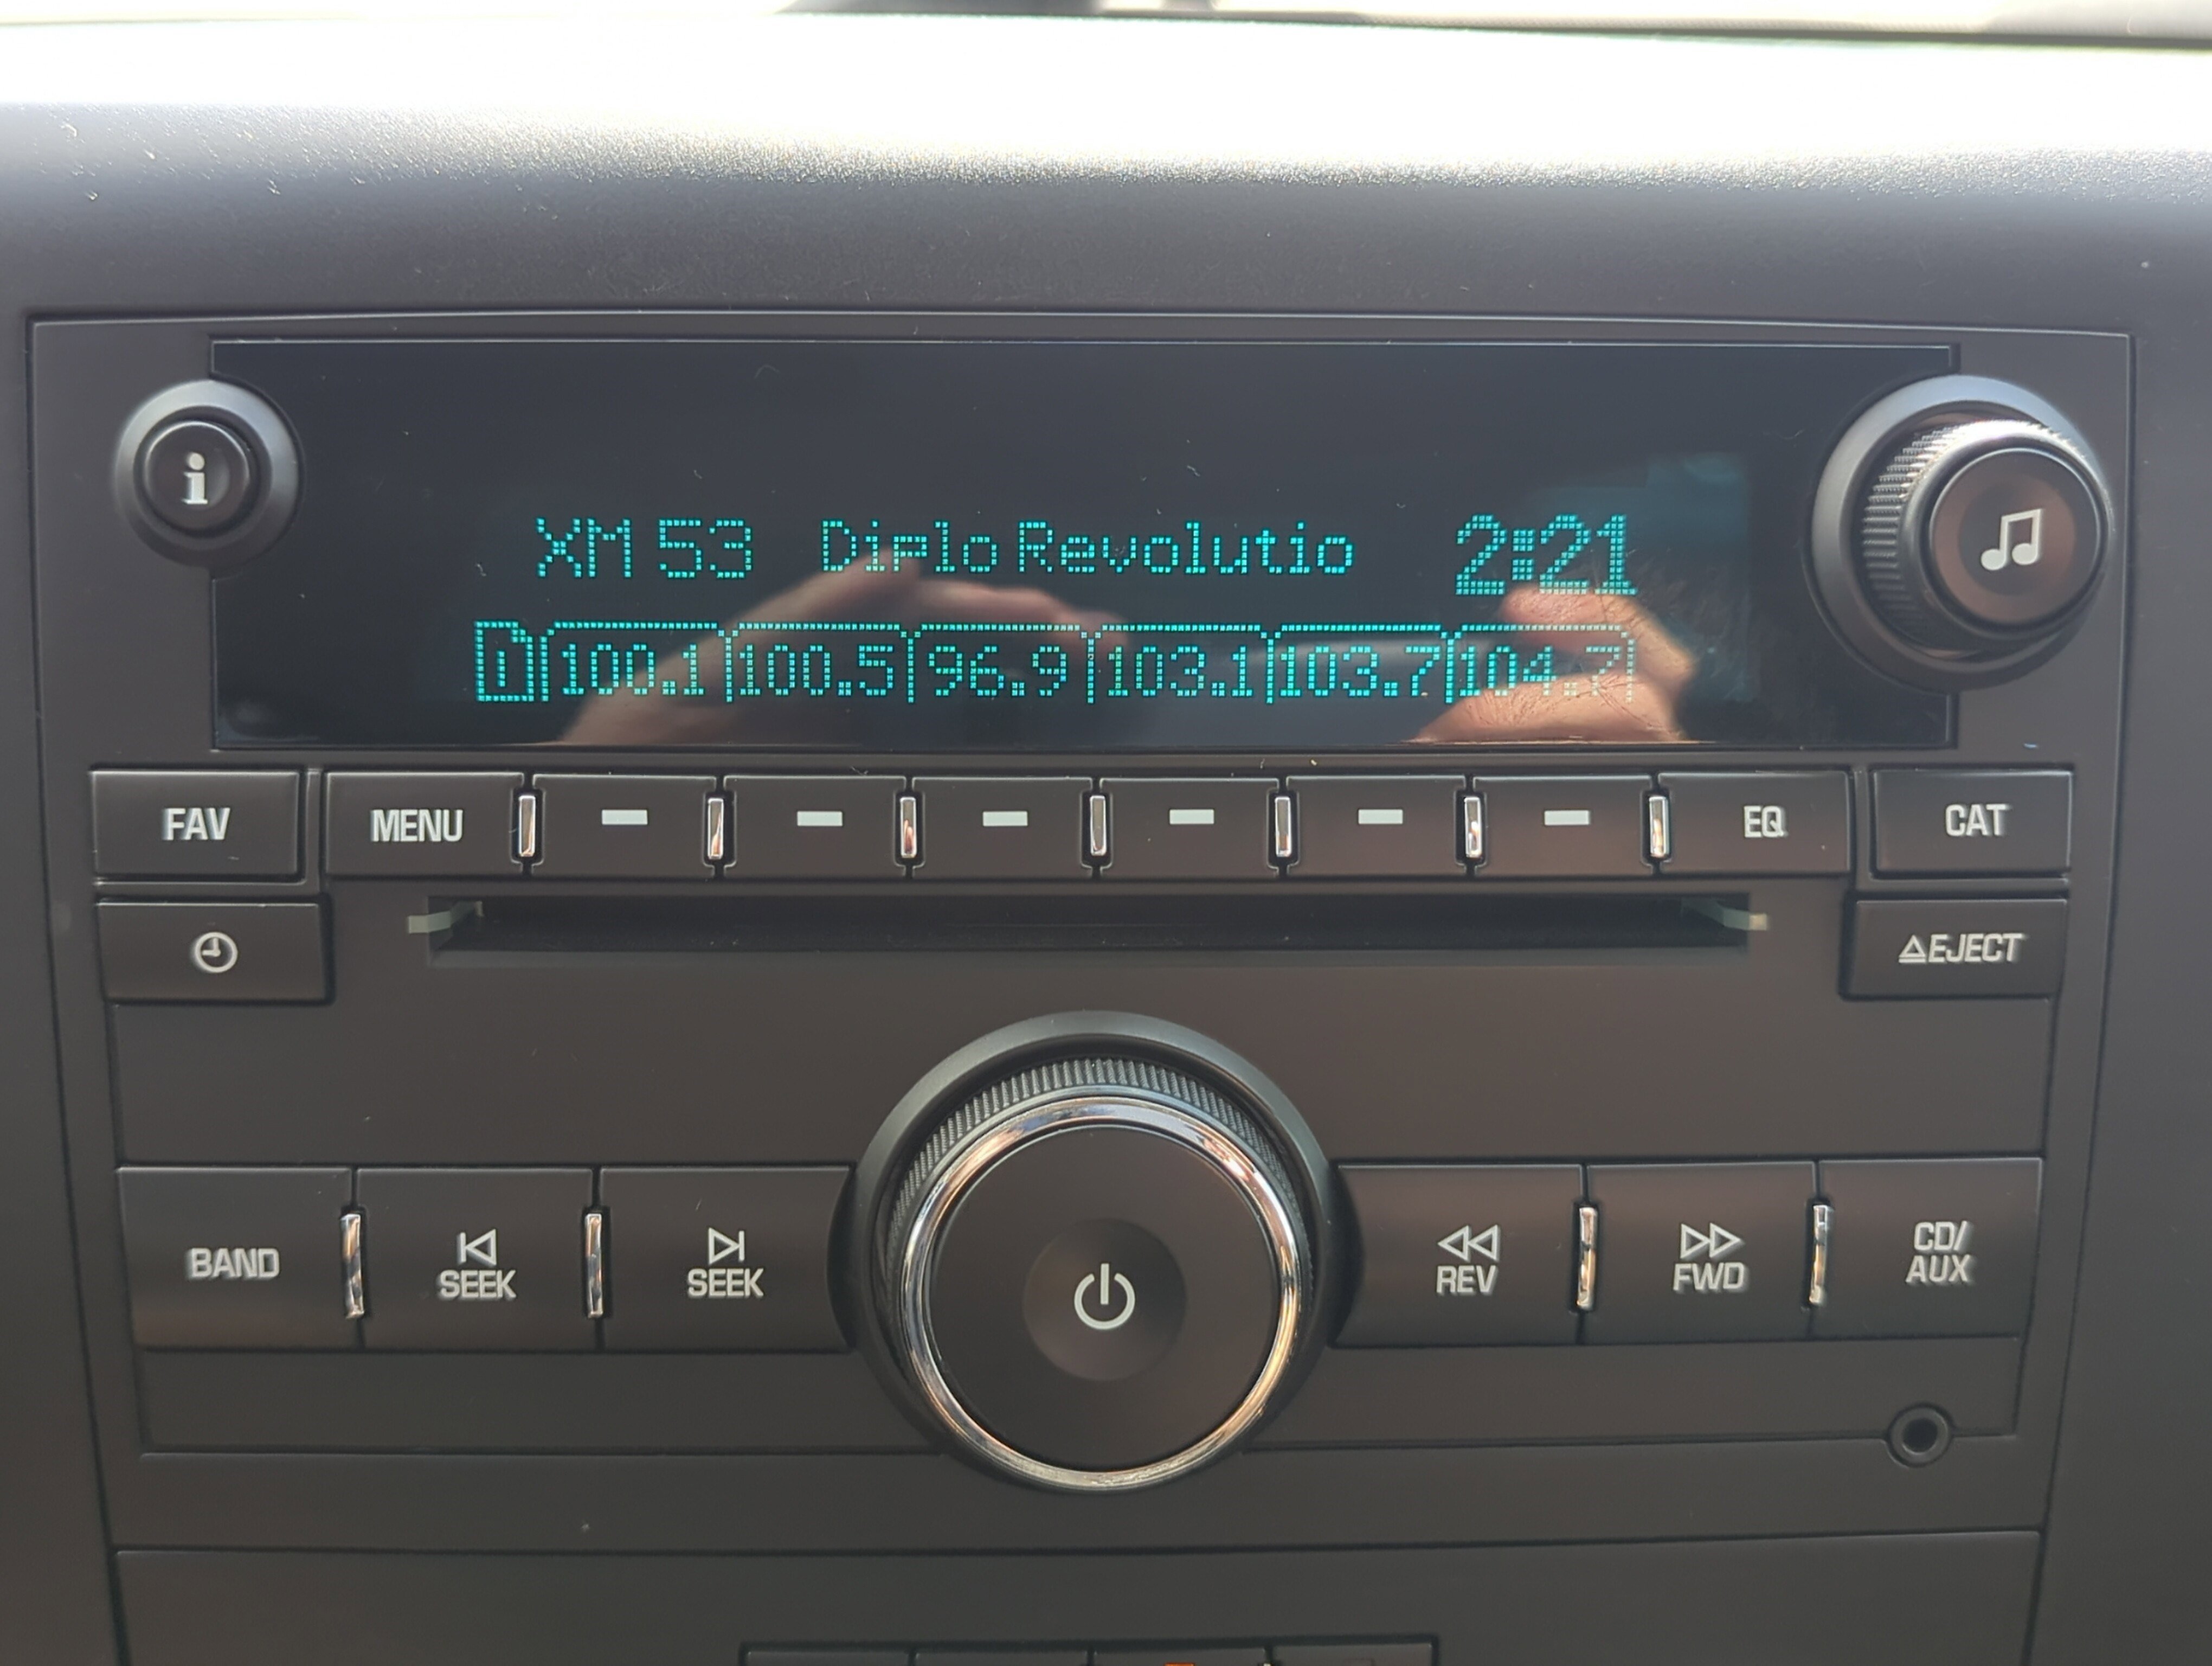 i
XM 53 Diplo Revolutio 2:21
1 100.1 100.5 96.9 103.1 103.7 104.7
FAV MENU EQ CAT
EJECT
BAND SEEK SEEK REV FWD CD/
AUX